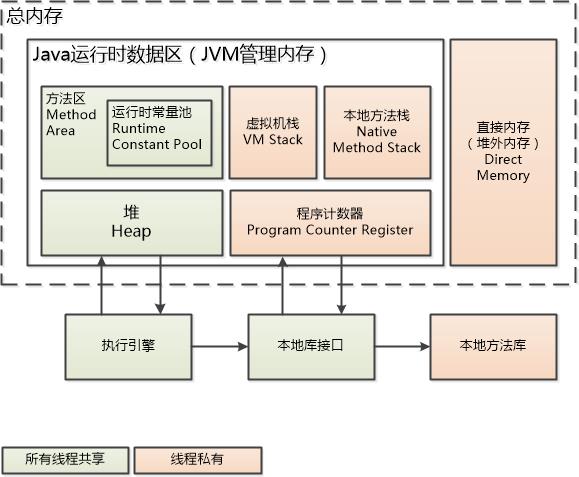 总内存
Java运行时数据区（JVM管理内存）
方法区
Method
Area
运行时常量池
Runtime
Constant Pool
虚拟机栈
VM Stack
本地方法栈
Native
Method Stack
直接内存
（堆外内存）
Direct
Memory
堆
Heap
程序计数器
Program Counter Register
执行引擎
本地库接口
本地方法库
所有线程共享
线程私有